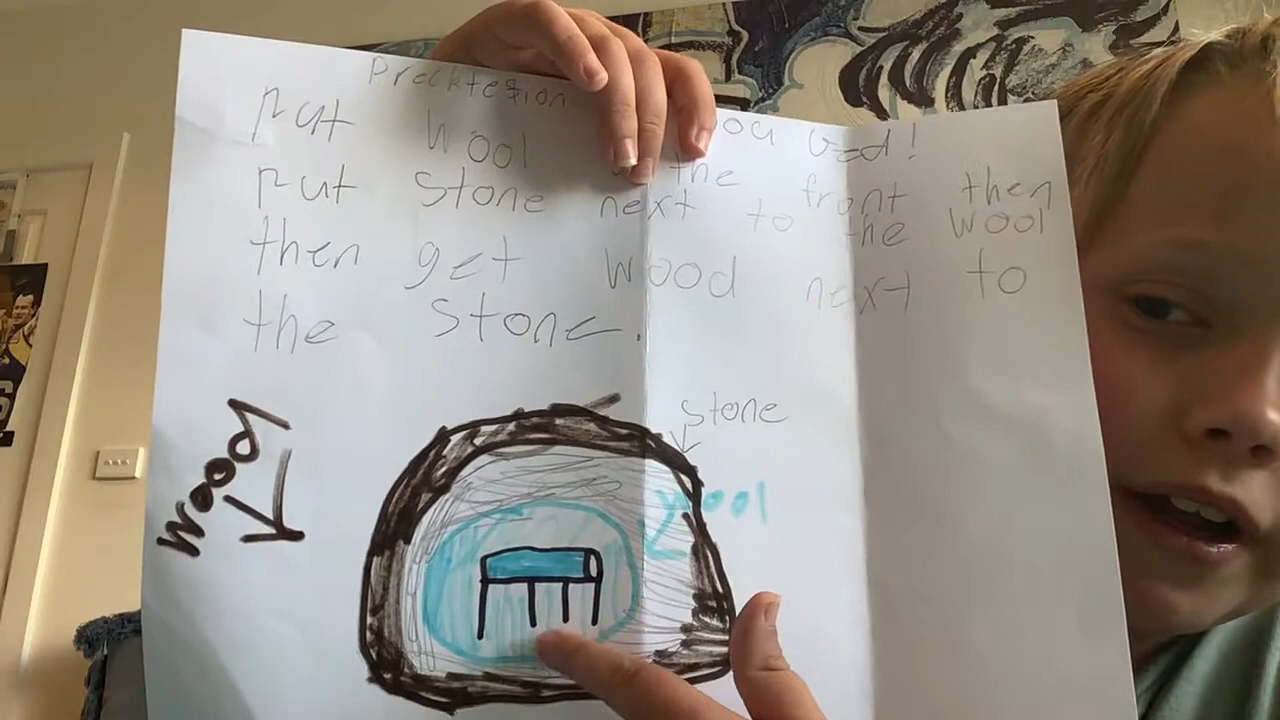 Precktesion
put wool the front then
put stone next to the wool
then get wood next to
the stone.
stone
wool
wood